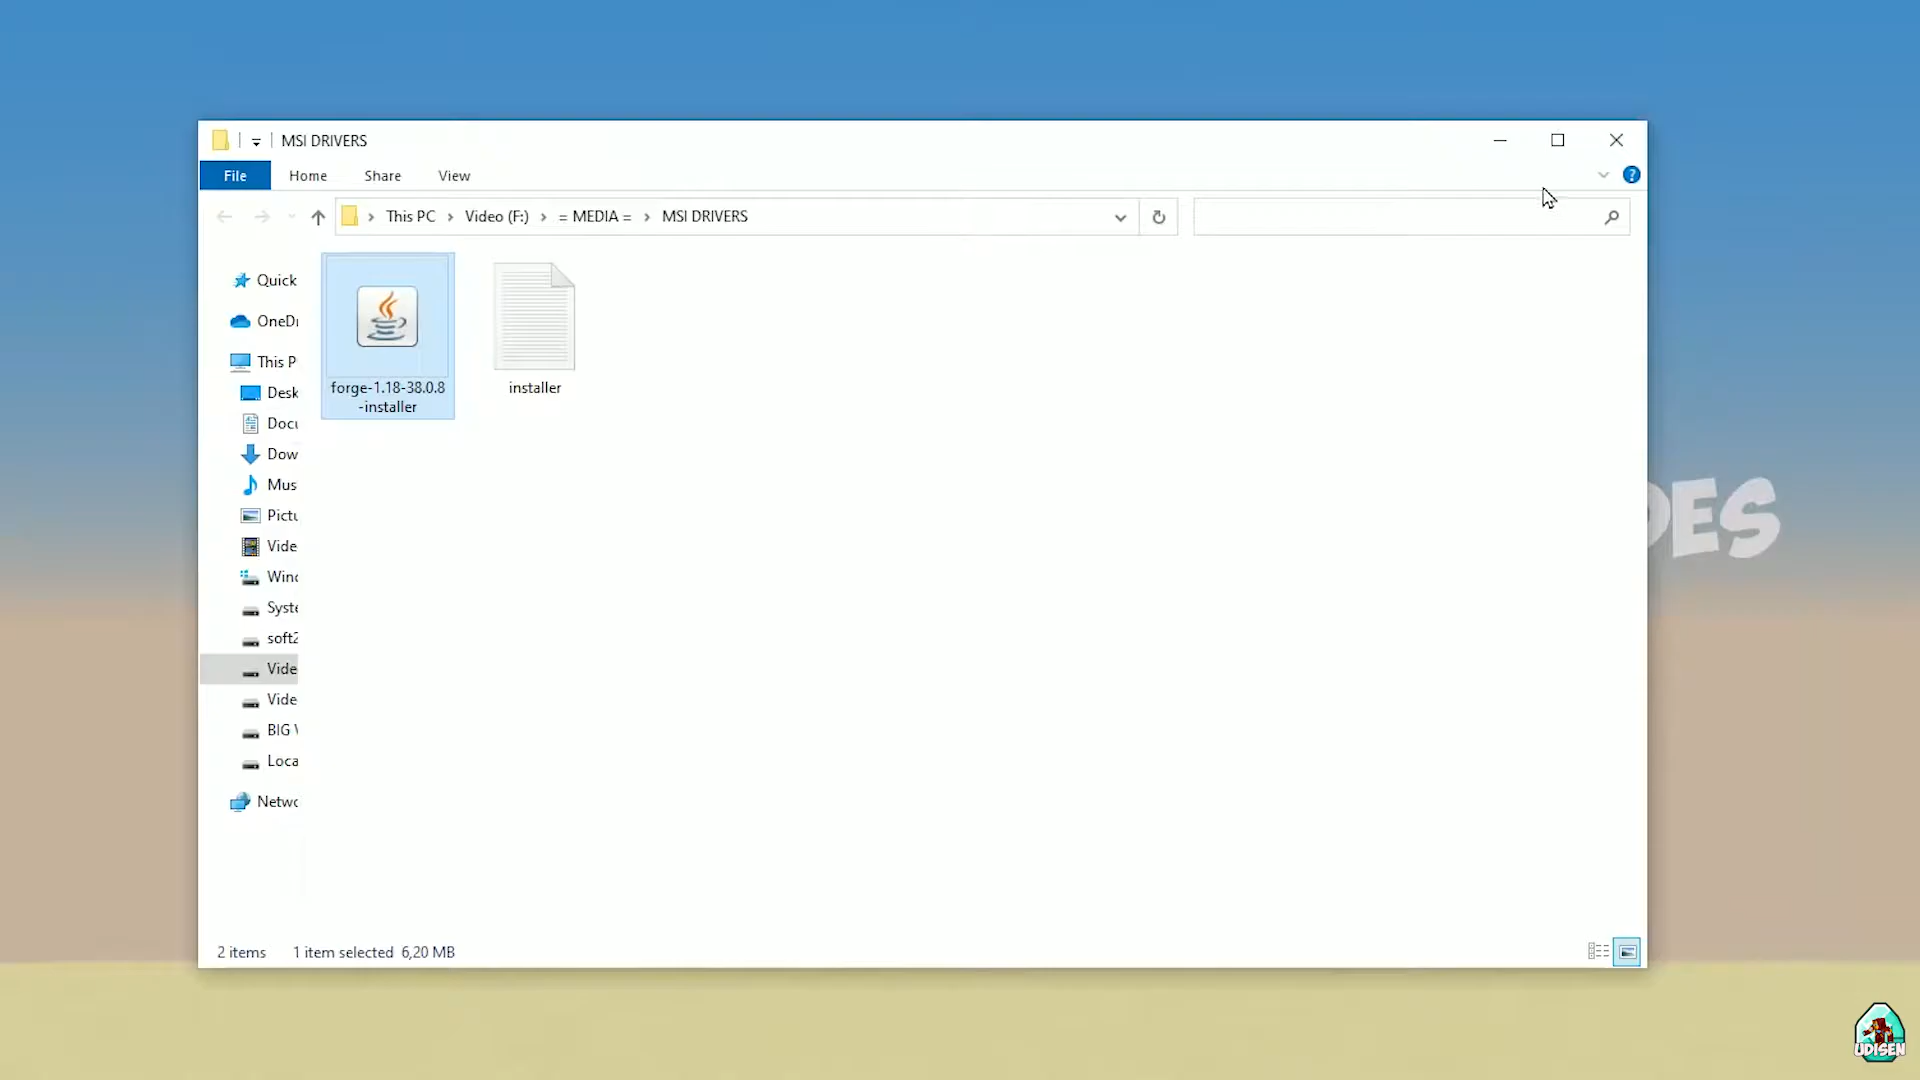 MSI DRIVERS
File Home Share View
This PC Video (F:) = MEDIA = MSI DRIVERS
Quick
OneDr
This P
Desk
Docu
Dow
Mus
Pictu
Vide
Wind
Syste
soft2
Vide
Vide
BIG
Loca
Netwo
forge-1.18-38.0.8
-installer
installer
DES
2 items 1 item selected 6,20 MB
UDISEN